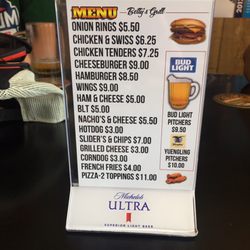 MENU Betty's Grill
ONION RINGS $5.50
CHICKEN & SWISS $6.25
CHICKEN TENDERS $7.25
CHEESEBURGER $9.00
HAMBURGER $8.50
WINGS $9.00
HAM & CHEESE $5.00
BLT $5.00
NACHO'S & CHEESE $5.50
HOTDOG $3.00
SLIDER'S & CHIPS $7.00
GRILLED CHEESE $3.00
CORNDOG $3.00
FRENCH FRIES $4.00
PIZZA-2 TOPPINGS $11.00
BUD
LIGHT
BUD LIGHT
PITCHERS
$9.50
YUENGLING
PITCHERS
$10.00
Michelob
ULTRA
SUPERIOR LIGHT BEER